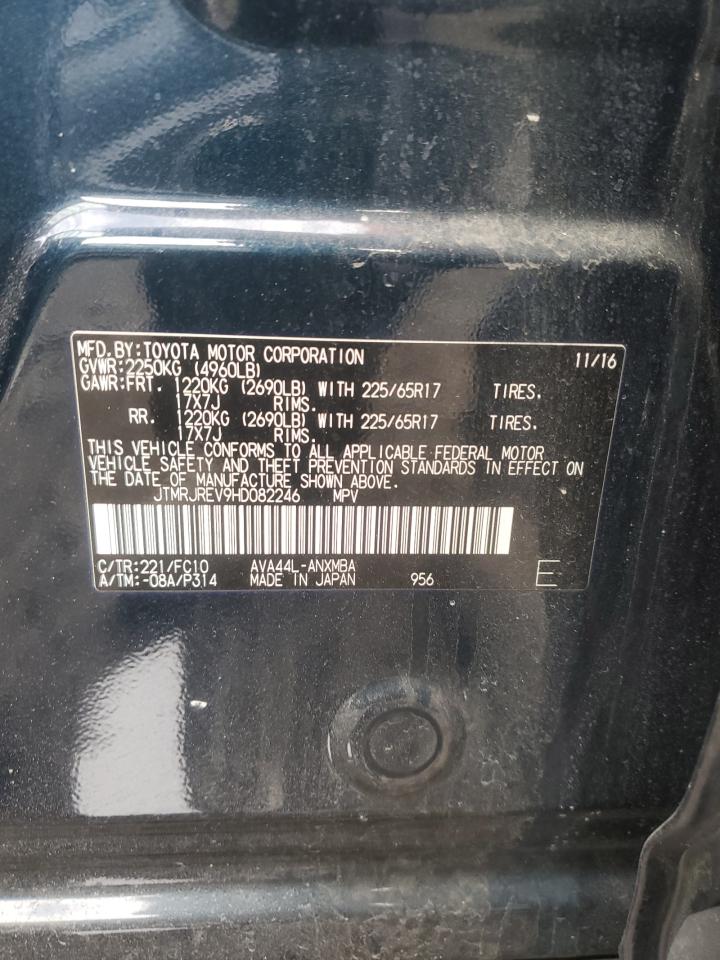 MFD.BY:TOYOTA MOTOR CORPORATION 11/16
GVWR:2250KG (4960LB)
GAWR:FRT. 1220KG (2690LB) WITH 225/65R17 TIRES.
17X7J RIMS.
RR. 1220KG (2690LB) WITH 225/65R17 TIRES.
17X7J RIMS.
THIS VEHICLE CONFORMS TO ALL APPLICABLE FEDERAL MOTOR
VEHICLE SAFETY AND THEFT PREVENTION STANDARDS IN EFFECT ON
THE DATE OF MANUFACTURE SHOWN ABOVE.
JTMRJREV9HD082246 MPV
C/TR:221/FC10 AVA44L-ANXMBA
A/TM:-08A/P314 MADE IN JAPAN 956 E